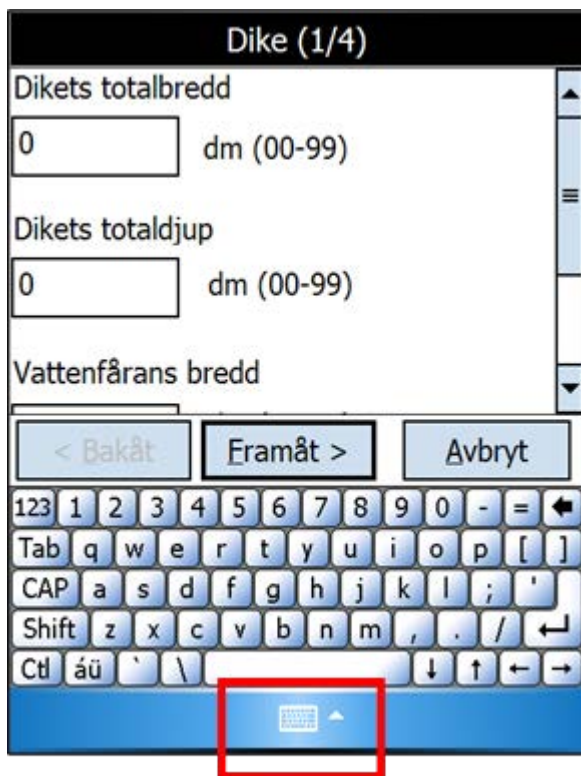 Dike (1/4)
Dikets totalbredd
0 dm (00-99)
Dikets totaldjup
0 dm (00-99)
Vattenfårans bredd
< Bakåt Framåt > Avbryt
123 1 2 3 4 5 6 7 8 9 0 - =
Tab q w e r t y u i o p [ ]
CAP a s d f g h j k l ; '
Shift z x c v b n m , . /
Ctl áü ` \ ↓ ↑ ← →